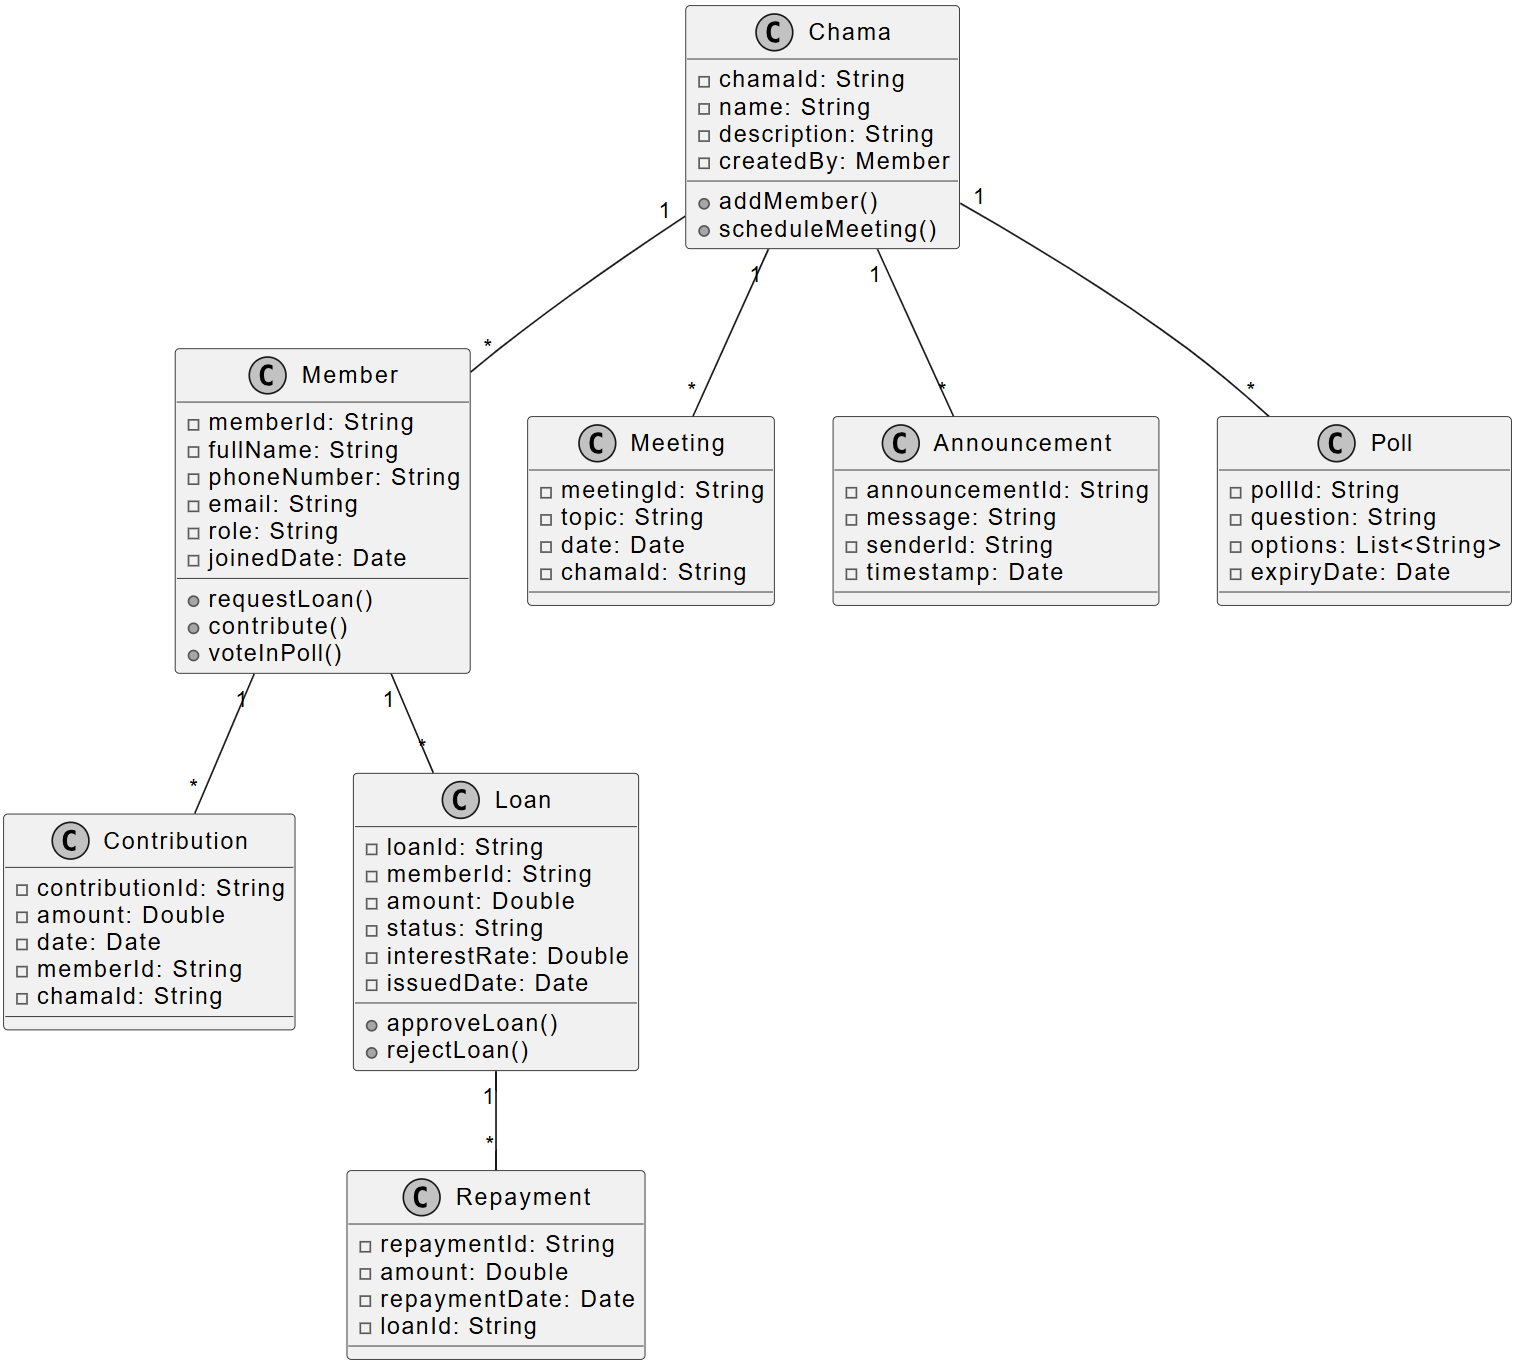 C Chama
chamaId: String
name: String
description: String
createdBy: Member
addMember()
scheduleMeeting()
1
1
1
1
*
*
*
*
C Member
memberId: String
fullName: String
phoneNumber: String
email: String
role: String
joinedDate: Date
requestLoan()
contribute()
voteInPoll()
C Meeting
meetingId: String
topic: String
date: Date
chamaId: String
C Announcement
announcementId: String
message: String
senderId: String
timestamp: Date
C Poll
pollId: String
question: String
options: List<String>
expiryDate: Date
1
1
*
*
C Contribution
contributionId: String
amount: Double
date: Date
memberId: String
chamaId: String
C Loan
loanId: String
memberId: String
amount: Double
status: String
interestRate: Double
issuedDate: Date
approveLoan()
rejectLoan()
1
*
C Repayment
repaymentId: String
amount: Double
repaymentDate: Date
loanId: String